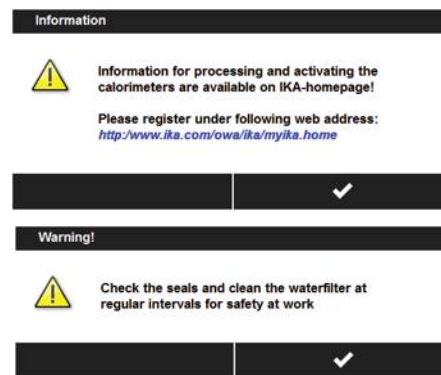 Information
Information for processing and activating the
calorimeters are available on IKA-homepage!
Please register under following web address:
http:/www.ika.com/owa/ika/myika.home
Warning!
Check the seals and clean the waterfilter at
regular intervals for safety at work